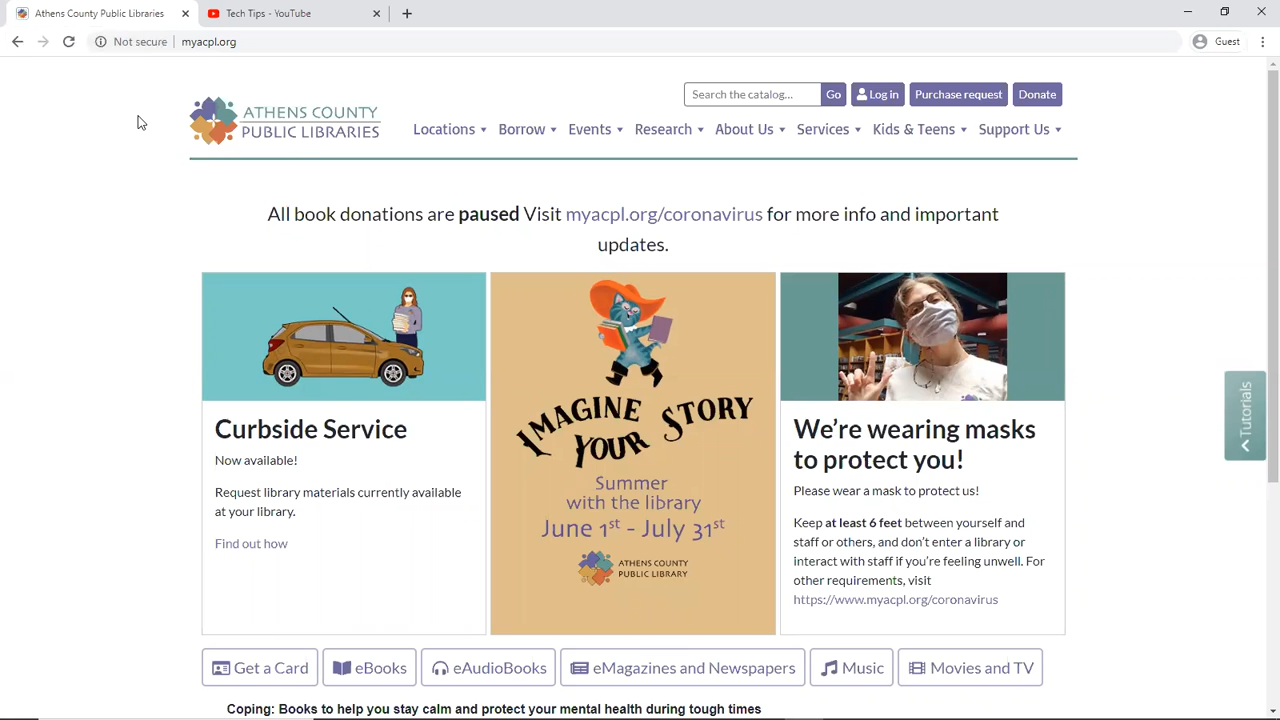 Athens County Public Libraries
Tech Tips - YouTube
Not secure
myacpl.org
Guest
ATHENS COUNTY
PUBLIC LIBRARIES
Search the catalog...
Go
Log in
Purchase request
Donate
Locations
Borrow
Events
Research
About Us
Services
Kids & Teens
Support Us
All book donations are paused Visit myacpl.org/coronavirus for more info and important
updates.
Curbside Service
Now available!
Request library materials currently available
at your library.
Find out how
IMAGINE
YOUR STORY
Summer
with the library
June 1st - July 31st
ATHENS COUNTY
PUBLIC LIBRARY
We're wearing masks
to protect you!
Please wear a mask to protect us!
Keep at least 6 feet between yourself and
staff or others, and don't enter a library or
interact with staff if you're feeling unwell. For
other requirements, visit
https://www.myacpl.org/coronavirus
Tutorials
Get a Card
eBooks
eAudioBooks
eMagazines and Newspapers
Music
Movies and TV
Coping: Books to help you stay calm and protect your mental health during tough times